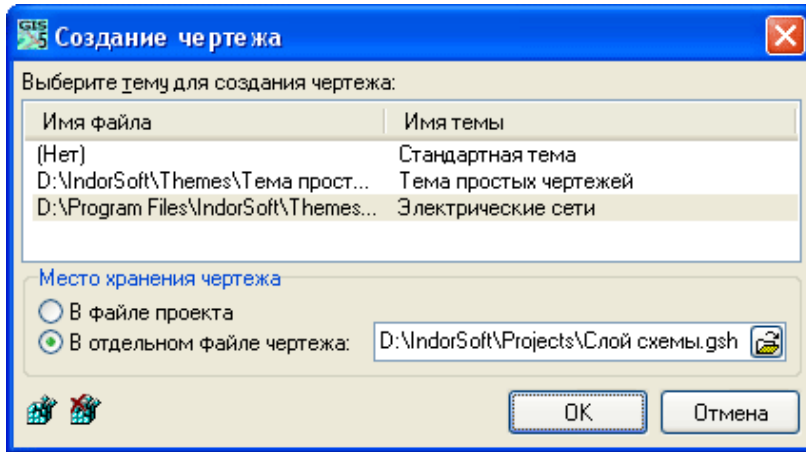 GIS 5 Создание чертежа
Выберите тему для создания чертежа:
Имя файла Имя темы
(Нет) Стандартная тема
D:\IndorSoft\Themes\Тема прост... Тема простых чертежей
D:\Program Files\IndorSoft\Themes... Электрические сети
Место хранения чертежа
В файле проекта
В отдельном файле чертежа: D:\IndorSoft\Projects\Слой схемы.gsh
OK Отмена